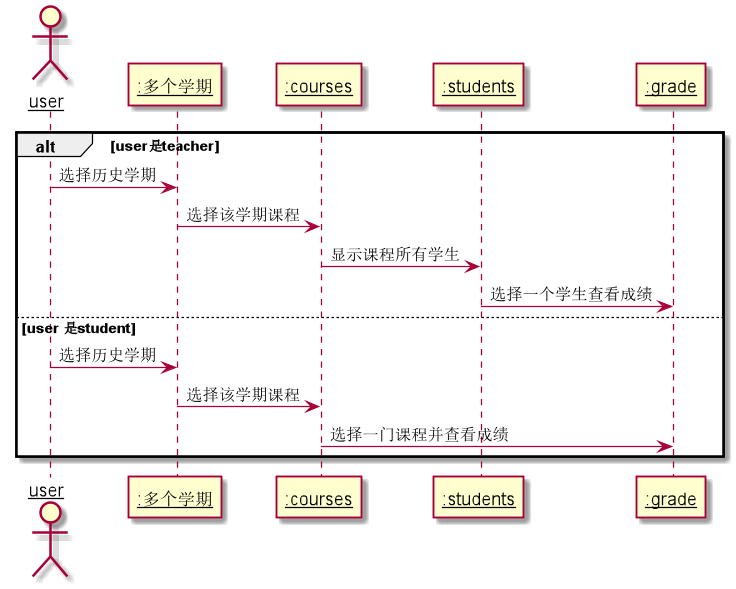 user
:多个学期
:courses
:students
:grade
alt
[user是teacher]
选择历史学期
选择该学期课程
显示课程所有学生
选择一个学生查看成绩
[user 是student]
选择历史学期
选择该学期课程
选择一门课程并查看成绩
user
:多个学期
:courses
:students
:grade